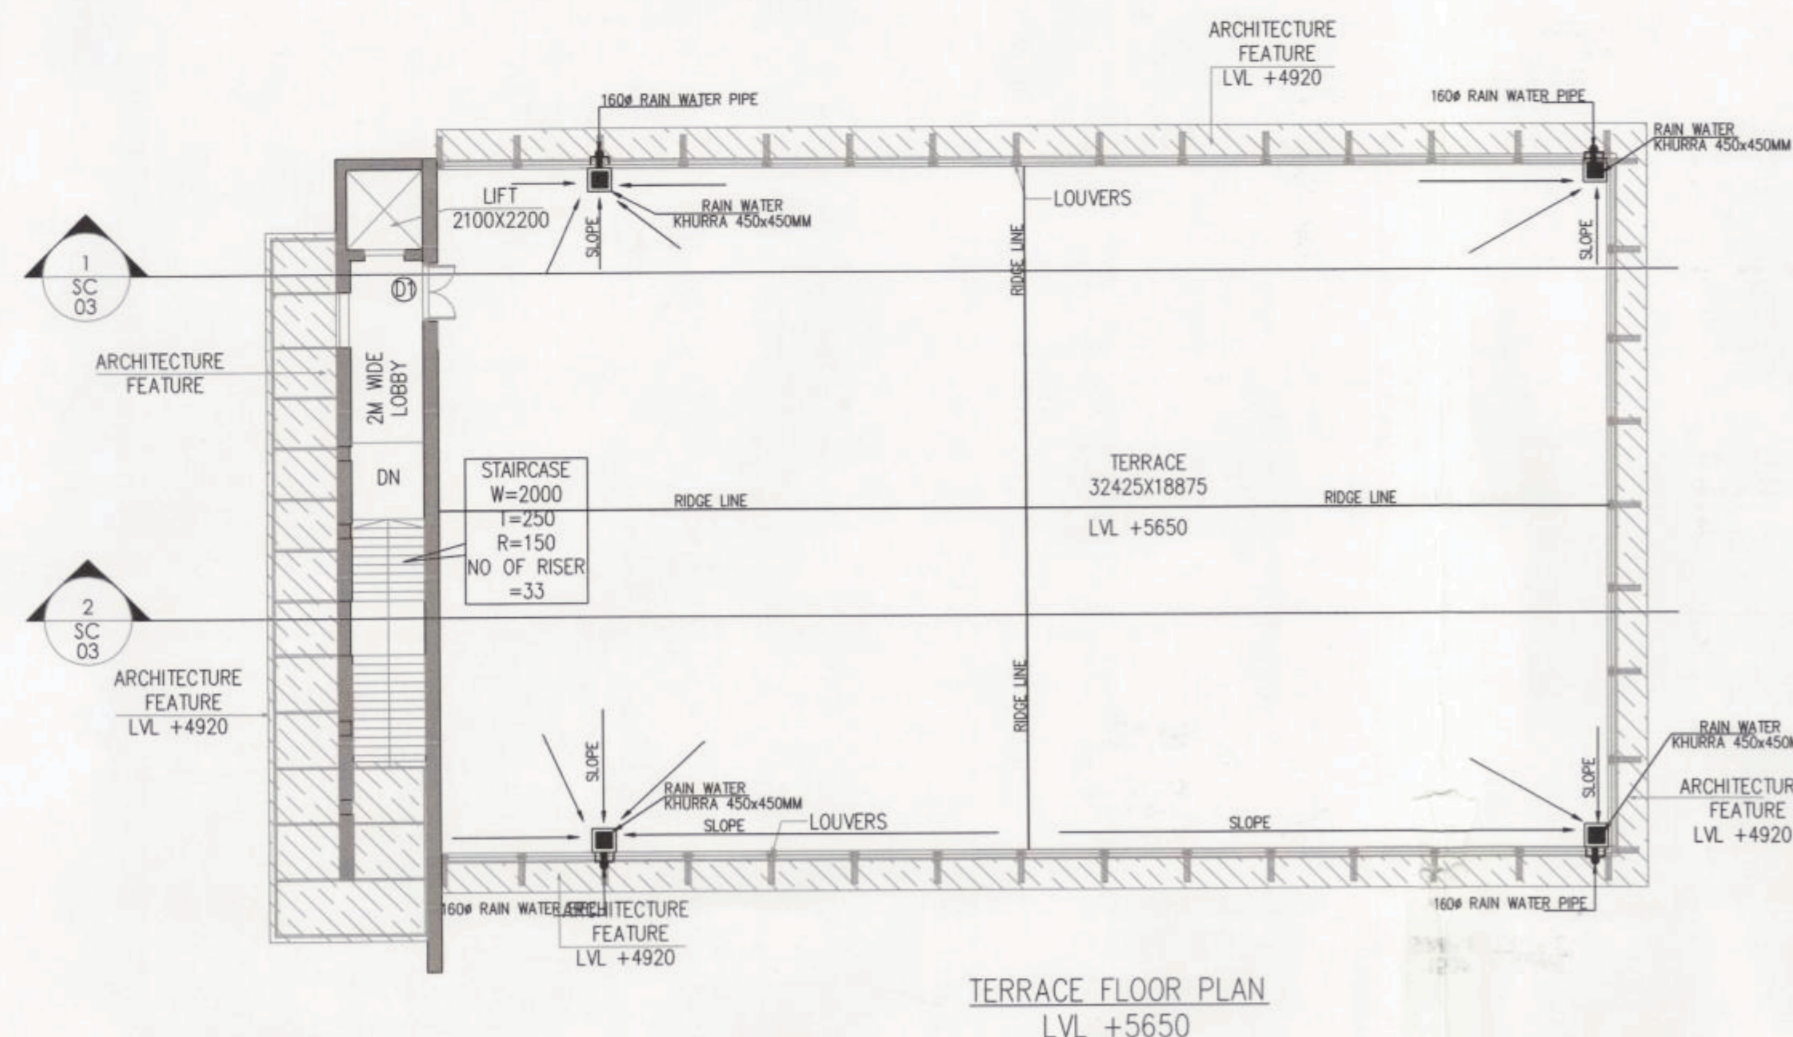 ARCHITECTURE
FEATURE
LVL +4920
160ø RAIN WATER PIPE
160ø RAIN WATER PIPE
RAIN WATER
KHURRA 450x450MM
LIFT
2100X2200
RAIN WATER
KHURRA 450x450MM
LOUVERS
SLOPE
RIDGE LINE
SLOPE
1
SC
03
D1
ARCHITECTURE
FEATURE
2M WIDE
LOBBY
DN
STAIRCASE
W=2000
T=250
R=150
NO OF RISER
=33
RIDGE LINE
TERRACE
32425X18875
LVL +5650
RIDGE LINE
2
SC
03
ARCHITECTURE
FEATURE
LVL +4920
RIDGE LINE
SLOPE
SLOPE
RAIN WATER
KHURRA 450x450MM
SLOPE
LOUVERS
SLOPE
RAIN WATER
KHURRA 450x450M
ARCHITECTUR
FEATURE
LVL +4920
160ø RAIN WATER
ARCHITECTURE
FEATURE
LVL +4920
160ø RAIN WATER PIPE
TERRACE FLOOR PLAN
LVL +5650